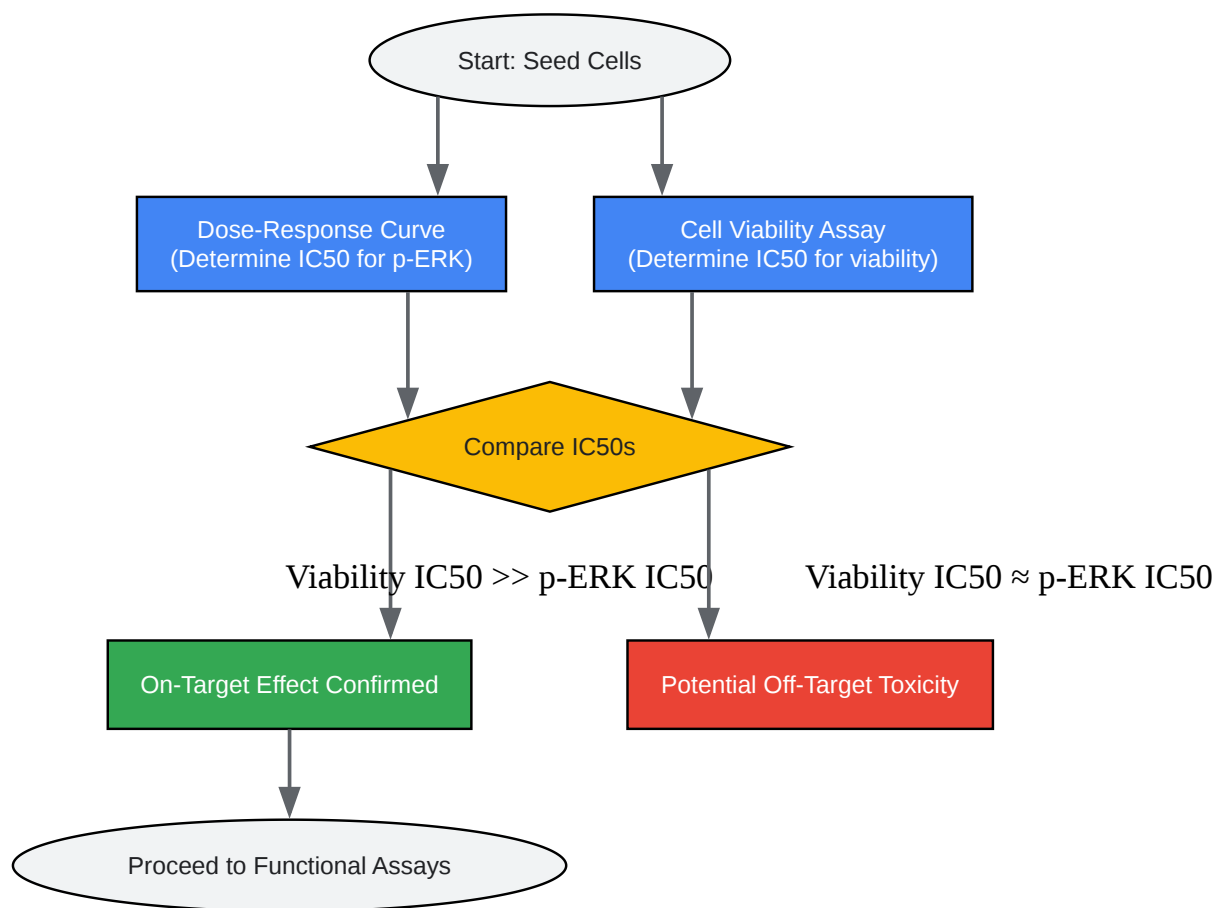 Start: Seed Cells
Dose-Response Curve
(Determine IC50 for p-ERK)
Cell Viability Assay
(Determine IC50 for viability)
Compare IC50s
Viability IC50 >> p-ERK IC50
Viability IC50 ≈ p-ERK IC50
On-Target Effect Confirmed
Potential Off-Target Toxicity
Proceed to Functional Assays